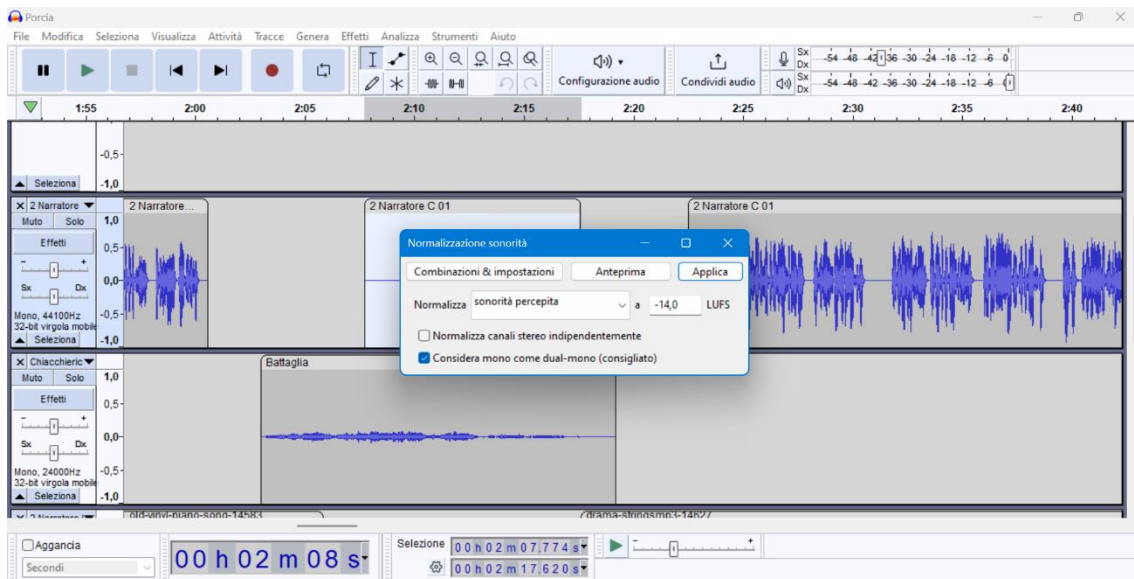 Porcia
File Modifica Seleziona Visualizza Attività Tracce Genera Effetti Analizza Strumenti Aiuto
Configurazione audio
Condividi audio
Sx
Dx
-54 -48 -42 -36 -30 -24 -18 -12 -6 0
Sx
Dx
-54 -48 -42 -36 -30 -24 -18 -12 -6
1:55 2:00 2:05 2:10 2:15 2:20 2:25 2:30 2:35 2:40
-0,5
Seleziona -1,0
2 Narratore 2 Narratore... 2 Narratore C 01 2 Narratore C 01
Muto Solo 1,0
Effetti 0,5
- +
0,0
Sx Dx
Mono, 44100Hz -0,5
32-bit virgola mobile
Seleziona -1,0
Normalizzazione sonorità
Combinazioni & impostazioni Anteprima Applica
Normalizza sonorità percepita a -14,0 LUFS
Normalizza canali stereo indipendentemente
Considera mono come dual-mono (consigliato)
Chiacchieric Battaglia
Muto Solo 1,0
Effetti 0,5
- +
0,0
Sx Dx
Mono, 24000Hz -0,5
32-bit virgola mobile
Seleziona -1,0
old-vinyl-piano-song-14583 drama-stringsmp3-14627
Aggancia
Secondi
00 h 02 m 08 s
Selezione 00 h 02 m 07.774 s
00 h 02 m 17.620 s
- +